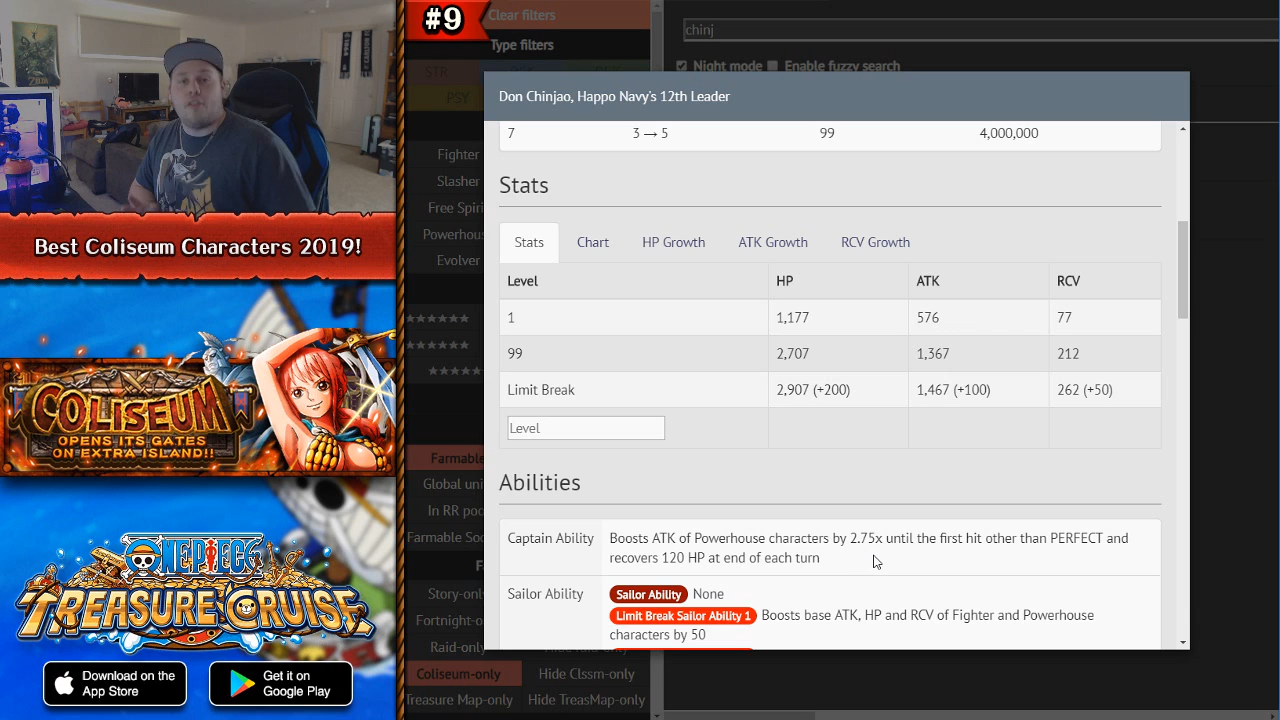 #9
Clear filters
Type filters
STR
PSY
Fighter
Slasher
Free Spiri
Powerhous
Evolver
Farmable
Global uni
In RR poo
Farmable Soc
Story-only
Fortnight-o
Raid-only
Coliseum-only
Hide Clssm-only
Treasure Map-only
Hide TreasMap-only
chinj
Night mode
Enable fuzzy search
Don Chinjao, Happo Navy's 12th Leader
7
3 → 5
99
4,000,000
Stats
Stats
Chart
HP Growth
ATK Growth
RCV Growth
Level
HP
ATK
RCV
1
1,177
576
77
99
2,707
1,367
212
Limit Break
2,907 (+200)
1,467 (+100)
262 (+50)
Level
Abilities
Captain Ability
Boosts ATK of Powerhouse characters by 2.75x until the first hit other than PERFECT and
recovers 120 HP at end of each turn
Sailor Ability
Sailor Ability None
Limit Break Sailor Ability 1 Boosts base ATK, HP and RCV of Fighter and Powerhouse
characters by 50
Best Coliseum Characters 2019!
COLISEUM
OPENS ITS GATES
ON EXTRA ISLAND!!
ONE PIECE
TREASURE CRUISE
Download on the
App Store
Get it on
Google Play